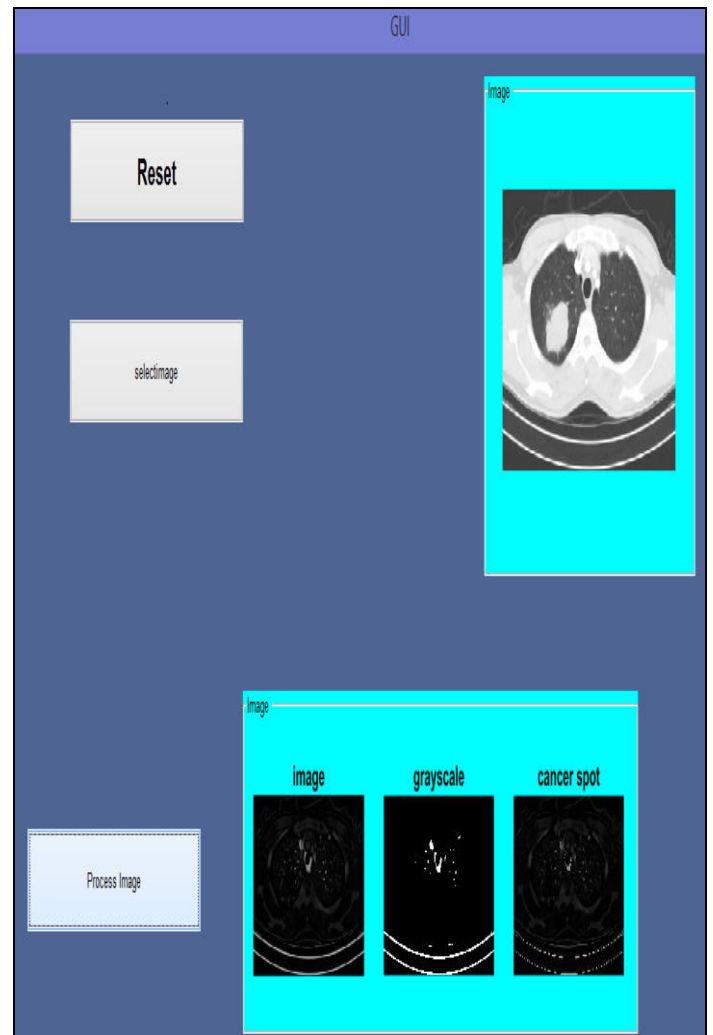 GUI
Image
Reset
selectimage
Image
image grayscale cancer spot
Process Image